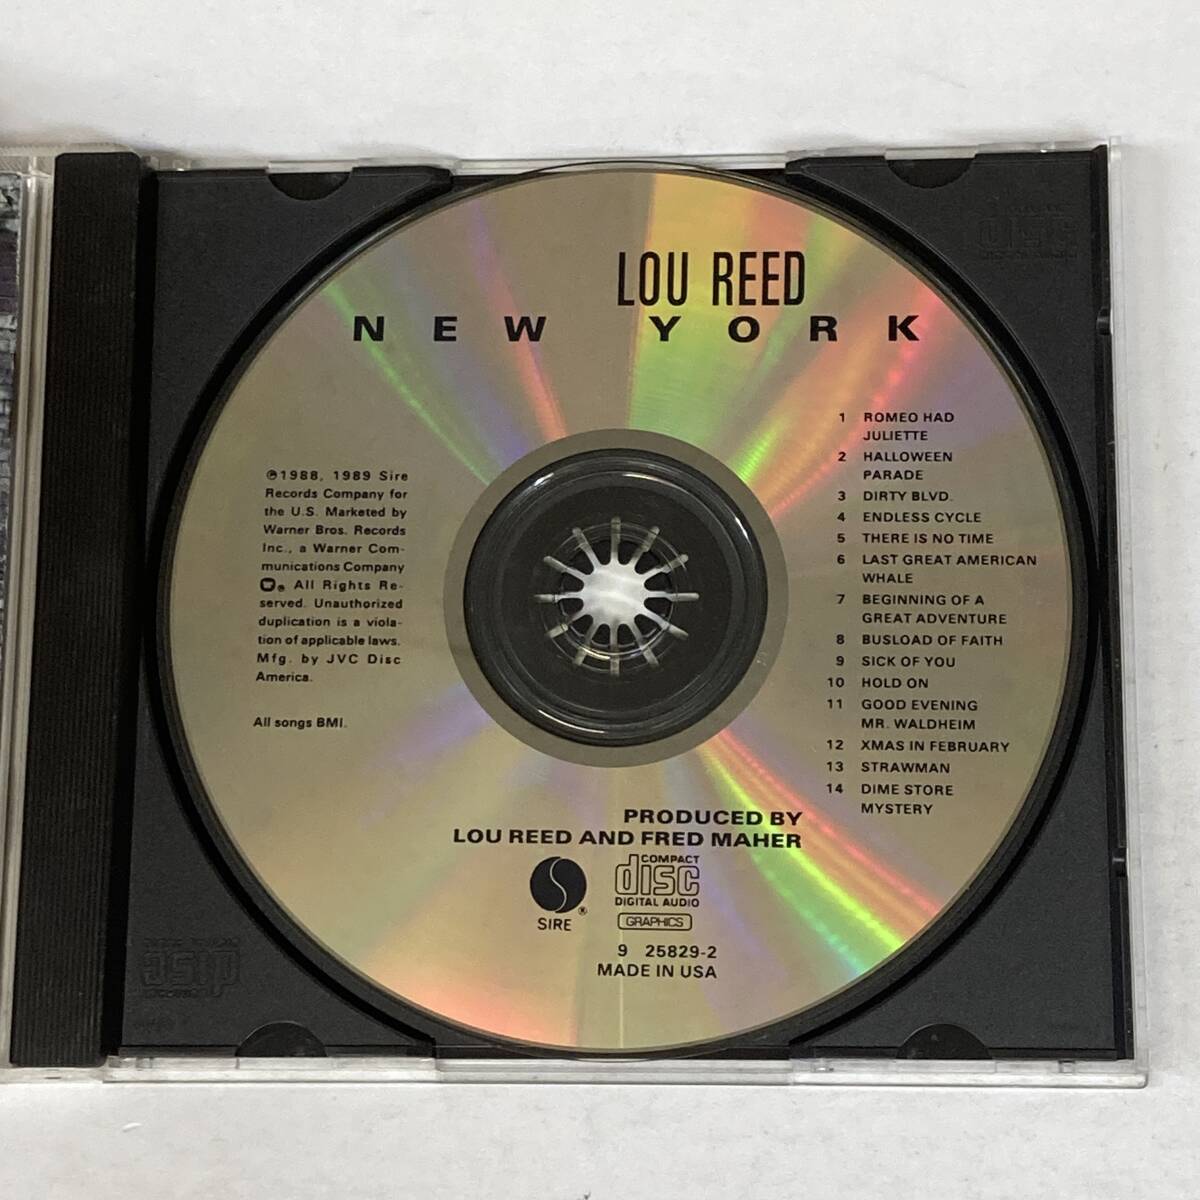 LOU REED
NEW YORK
℗1988, 1989 Sire
Records Company for
the U.S. Marketed by
Warner Bros. Records
Inc., a Warner Com-
munications Company
® All Rights Re-
served. Unauthorized
duplication is a viola-
tion of applicable laws.
Mfg. by JVC Disc
America.
All songs BMI.
1 ROMEO HAD
JULIETTE
2 HALLOWEEN
PARADE
3 DIRTY BLVD.
4 ENDLESS CYCLE
5 THERE IS NO TIME
6 LAST GREAT AMERICAN
WHALE
7 BEGINNING OF A
GREAT ADVENTURE
8 BUSLOAD OF FAITH
9 SICK OF YOU
10 HOLD ON
11 GOOD EVENING
MR. WALDHEIM
12 XMAS IN FEBRUARY
13 STRAWMAN
14 DIME STORE
MYSTERY
PRODUCED BY
LOU REED AND FRED MAHER
SIRE ®
COMPACT
disc
DIGITAL AUDIO
GRAPHICS
9 25829-2
MADE IN USA
disc
disc